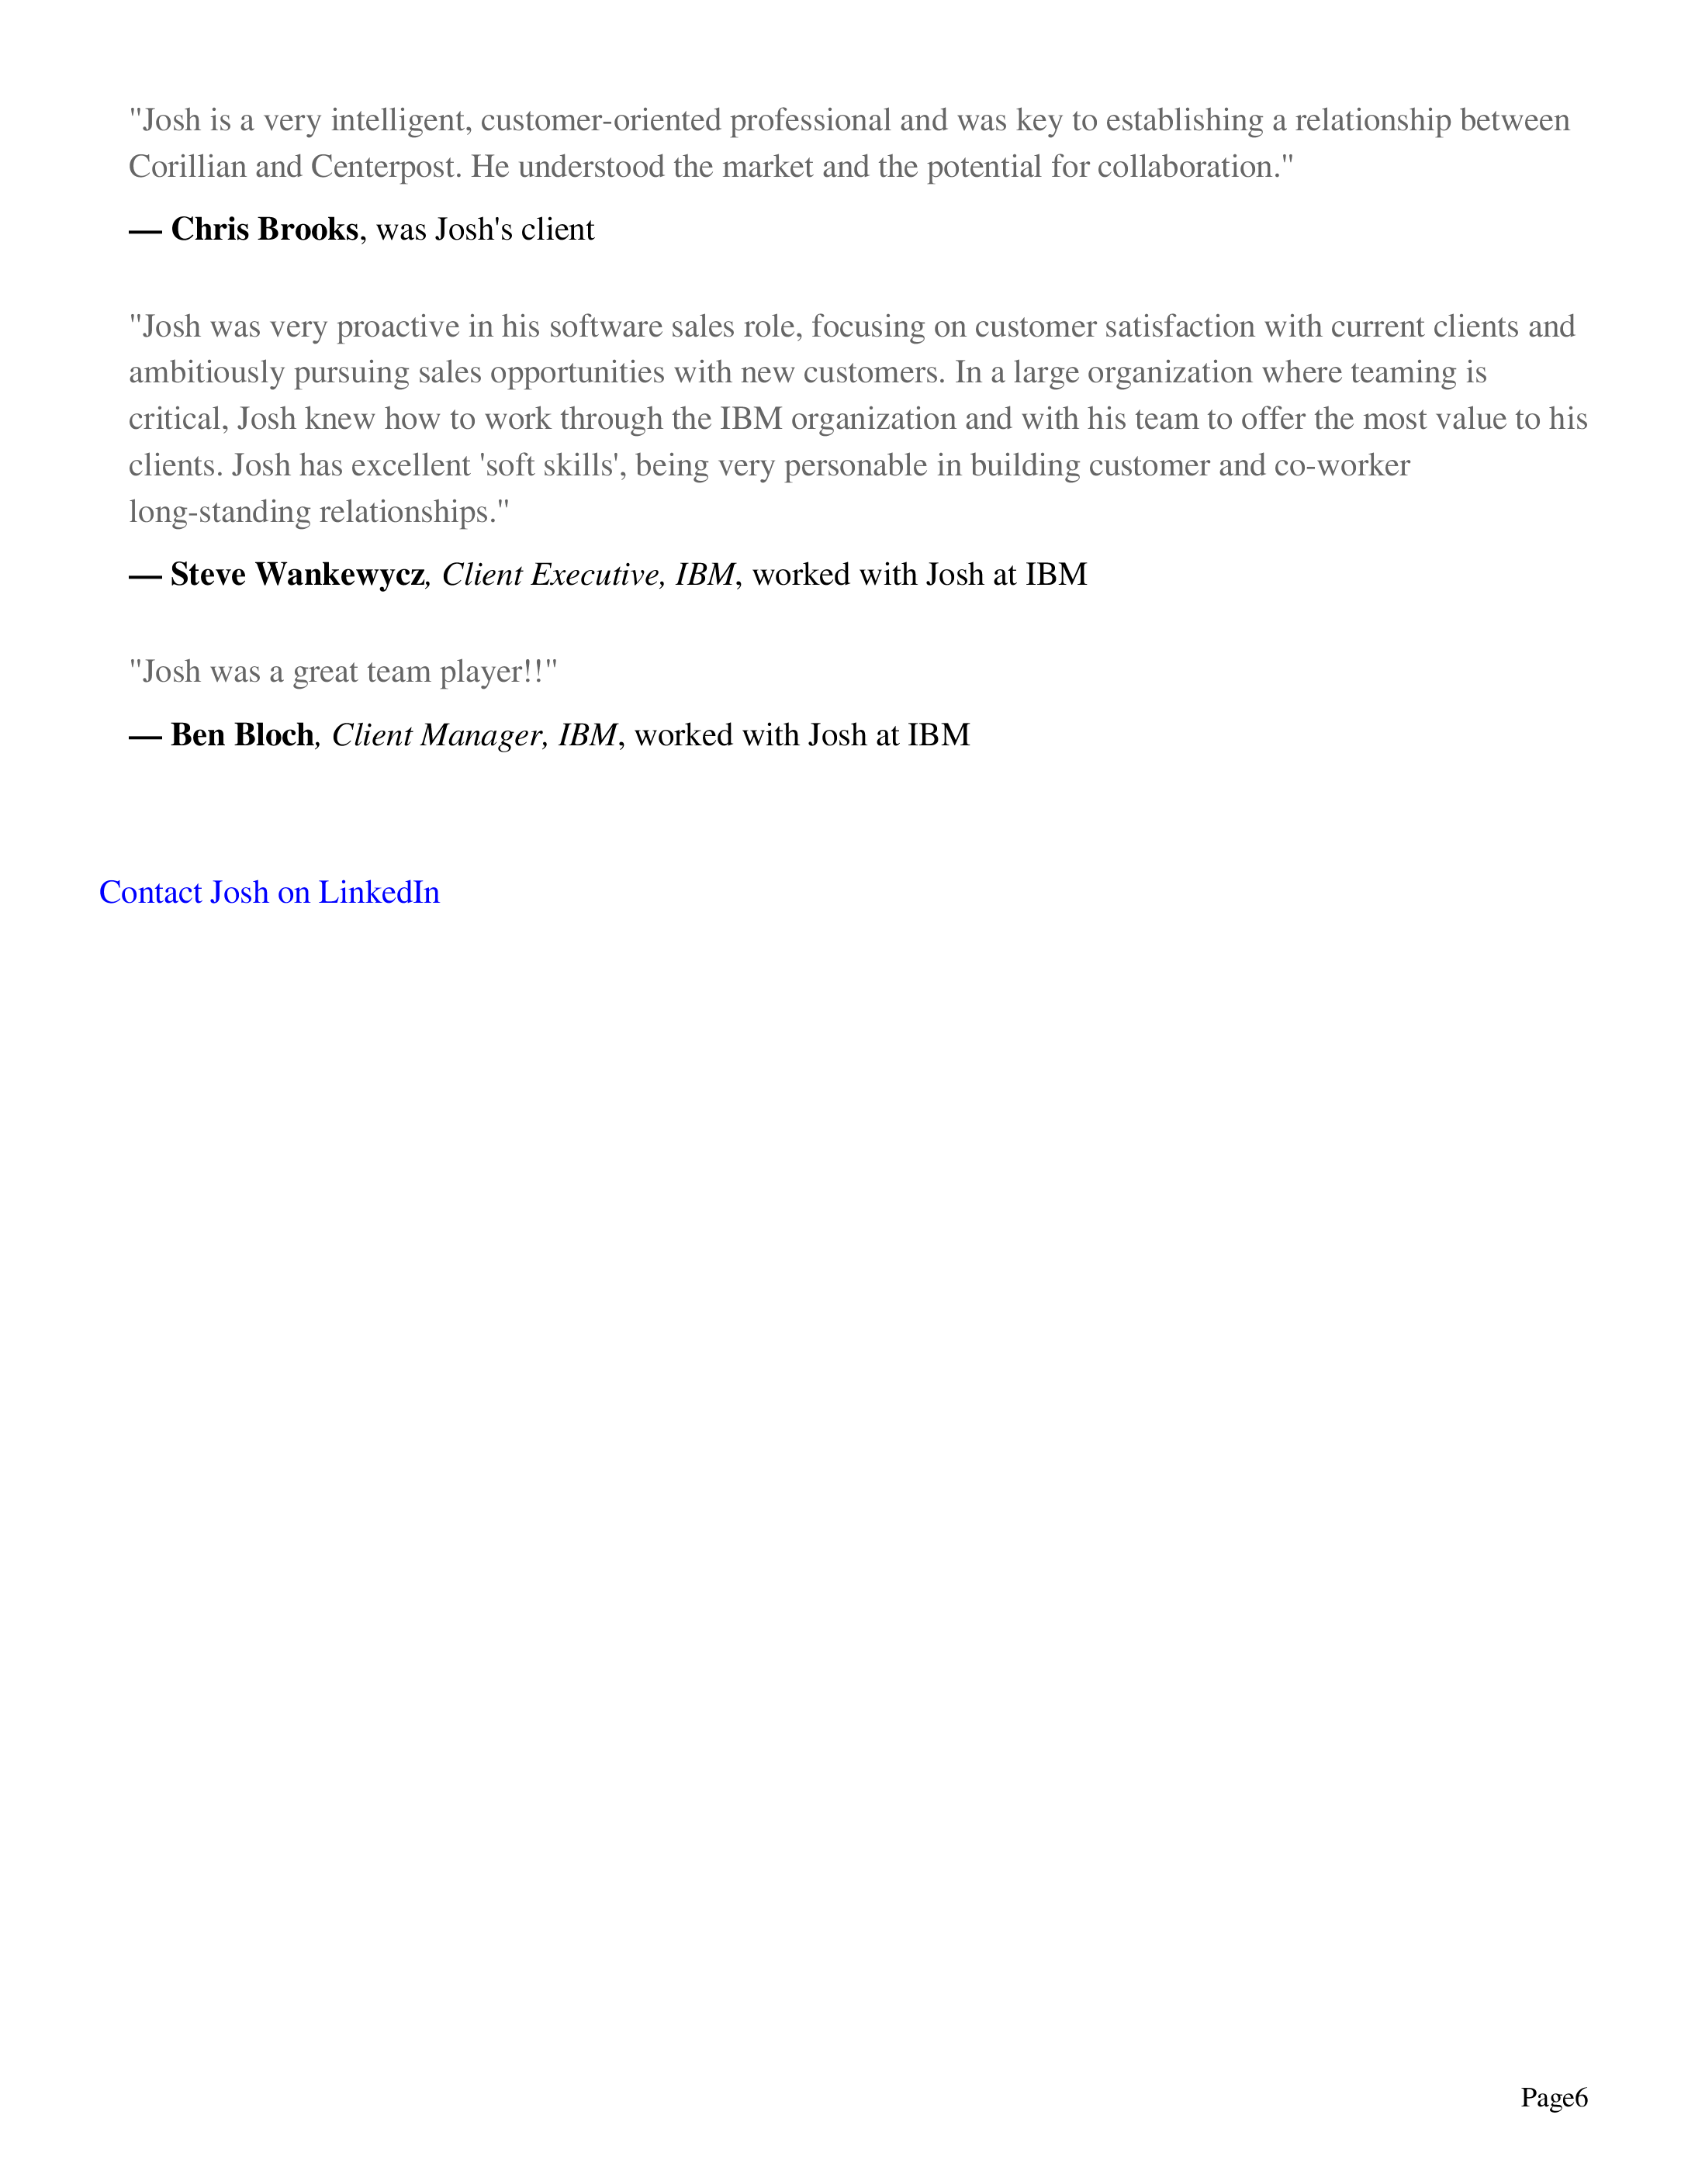 "Josh is a very intelligent, customer-oriented professional and was key to establishing a relationship between
Corillian and Centerpost. He understood the market and the potential for collaboration."
— Chris Brooks, was Josh's client
"Josh was very proactive in his software sales role, focusing on customer satisfaction with current clients and
ambitiously pursuing sales opportunities with new customers. In a large organization where teaming is
critical, Josh knew how to work through the IBM organization and with his team to offer the most value to his
clients. Josh has excellent 'soft skills', being very personable in building customer and co-worker
long-standing relationships."
— Steve Wankewycz, Client Executive, IBM, worked with Josh at IBM
"Josh was a great team player!!"
— Ben Bloch, Client Manager, IBM, worked with Josh at IBM
Contact Josh on LinkedIn
Page6